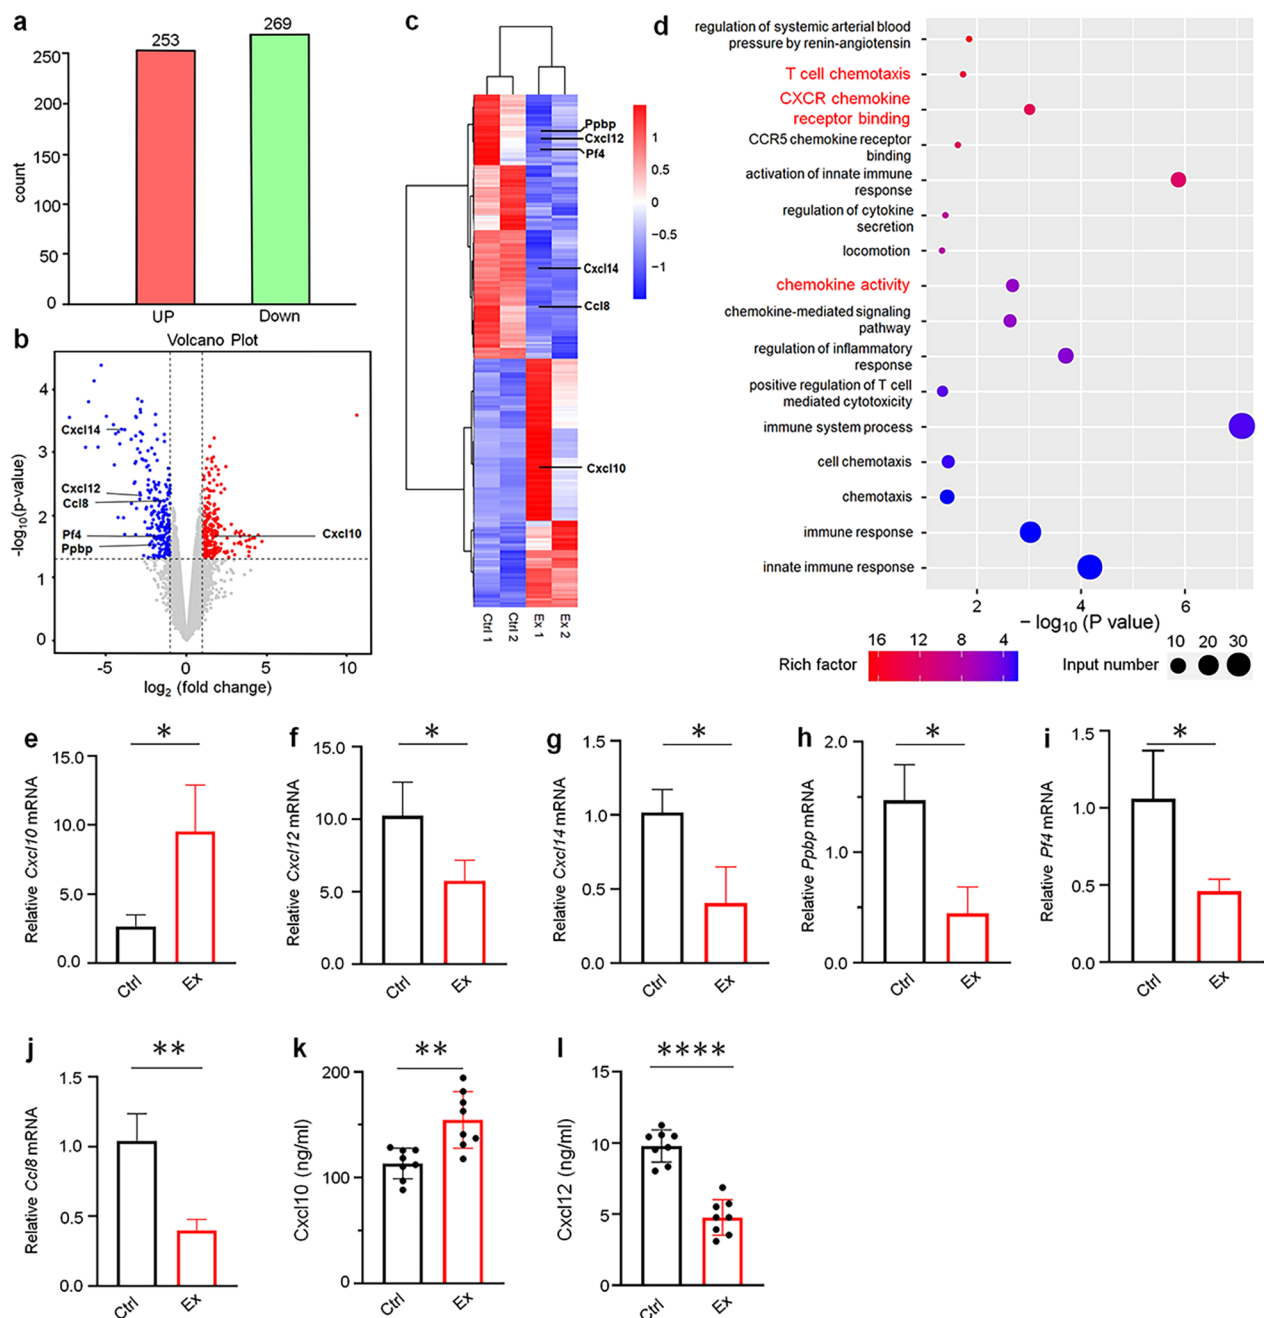 a
253
269
250
200
150
100
50
0
count
UP
Down
b
Volcano Plot
4
3
2
1
0
-log10(p-value)
Cxcl14
Cxcl12
Ccl8
Pf4
Ppbp
Cxcl10
-5
0
5
10
log2 (fold change)
c
Ppbp
Cxcl12
Pf4
Cxcl14
Ccl8
Cxcl10
1
0.5
0
−0.5
−1
Ctrl 1
Ctrl 2
Ex 1
Ex 2
d
regulation of systemic arterial blood
pressure by renin-angiotensin
T cell chemotaxis
CXCR chemokine
receptor binding
CCR5 chemokine receptor
binding
activation of innate immune
response
regulation of cytokine
secretion
locomotion
chemokine activity
chemokine-mediated signaling
pathway
regulation of inflammatory
response
positive regulation of T cell
mediated cytotoxicity
immune system process
cell chemotaxis
chemotaxis
immune response
innate immune response
2
4
6
− log10 (P value)
Rich factor
16 12 8 4
Input number
10 20 30
e
*
15.0
10.0
5.0
0.0
Relative Cxcl10 mRNA
Ctrl
Ex
f
*
15.0
10.0
5.0
0.0
Relative Cxcl12 mRNA
Ctrl
Ex
g
*
1.5
1.0
0.5
0.0
Relative Cxcl14 mRNA
Ctrl
Ex
h
*
2.0
1.0
0.0
Relative Ppbp mRNA
Ctrl
Ex
i
*
1.5
1.0
0.5
0.0
Relative Pf4 mRNA
Ctrl
Ex
j
**
1.5
1.0
0.5
0.0
Relative Ccl8 mRNA
Ctrl
Ex
k
**
200
100
0
Cxcl10 (ng/ml)
Ctrl
Ex
l
****
15
10
5
0
Cxcl12 (ng/ml)
Ctrl
Ex